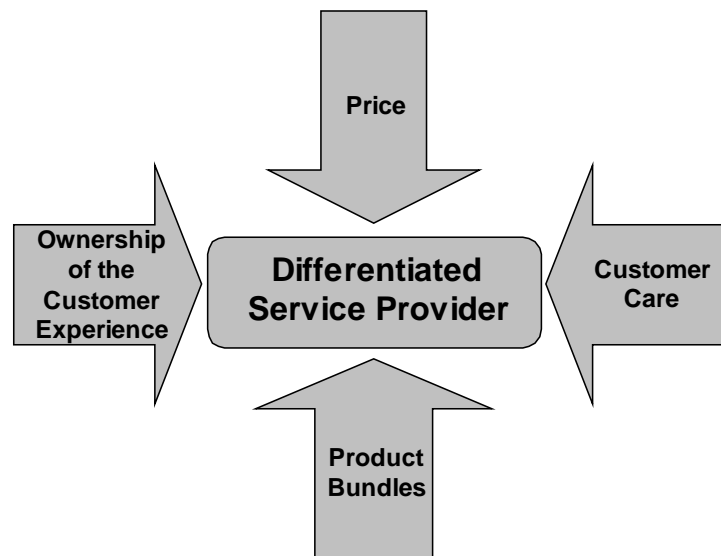 Price
Ownership
of the
Customer
Experience
Differentiated
Service Provider
Customer
Care
Product
Bundles